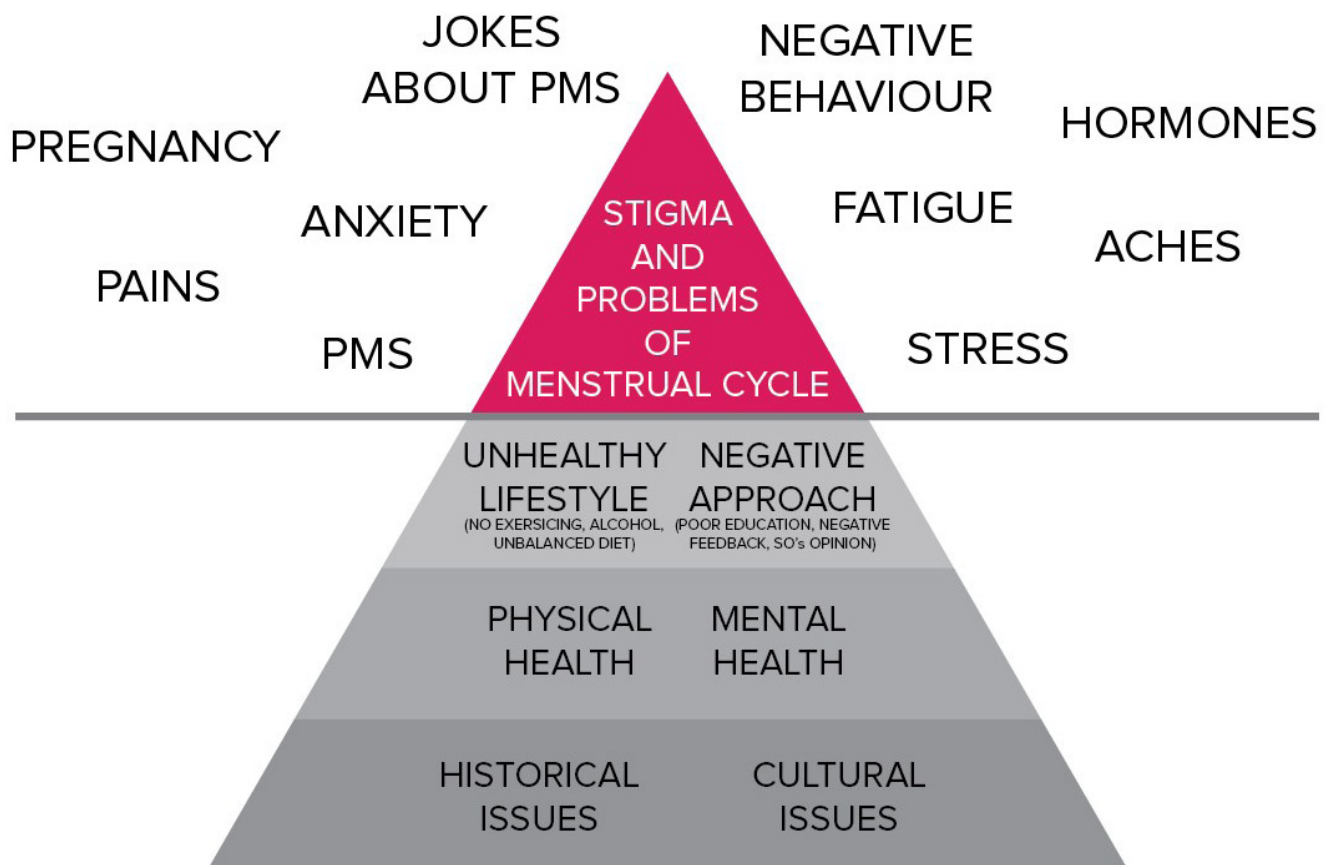 JOKES
ABOUT PMS
NEGATIVE
BEHAVIOUR
HORMONES
PREGNANCY
ANXIETY
FATIGUE
ACHES
PAINS
PMS
STRESS
STIGMA
AND
PROBLEMS
OF
MENSTRUAL CYCLE
UNHEALTHY
LIFESTYLE
(NO EXERSICING, ALCOHOL,
UNBALANCED DIET)
NEGATIVE
APPROACH
(POOR EDUCATION, NEGATIVE
FEEDBACK, SO's OPINION)
PHYSICAL
HEALTH
MENTAL
HEALTH
HISTORICAL
ISSUES
CULTURAL
ISSUES